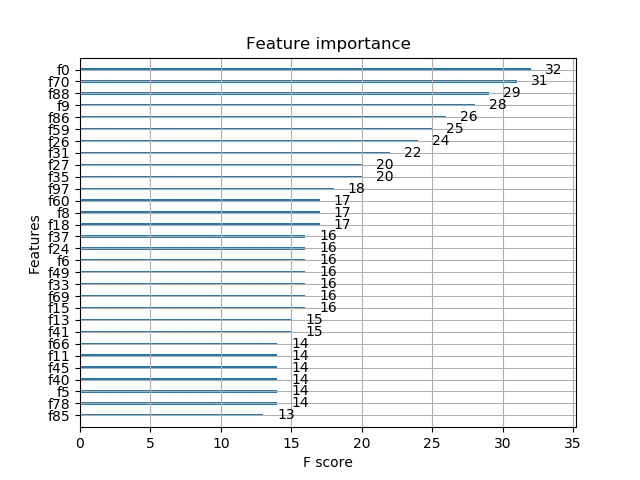 Feature importance
f0 32
f70 31
f88 29
f9 28
f86 26
f59 25
f26 24
f31 22
f27 20
f35 20
f97 18
f60 17
f8 17
f18 17
f37 16
f24 16
f6 16
f49 16
f33 16
f69 16
f15 16
f13 15
f41 15
f66 14
f11 14
f45 14
f40 14
f5 14
f78 14
f85 13
0 5 10 15 20 25 30 35
F score
Features